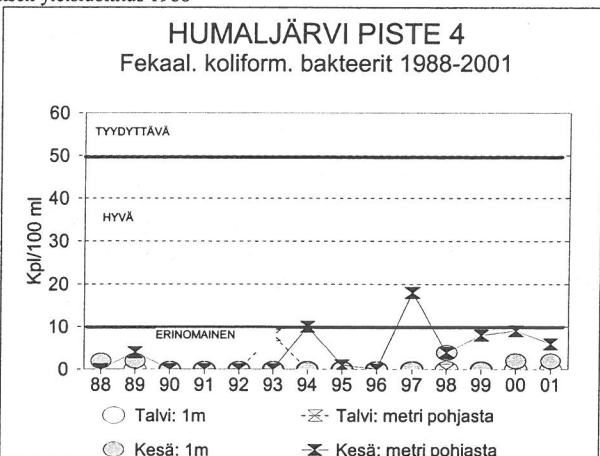 HUMALJÄRVI PISTE 4
Fekaal. koliform. bakteerit 1988-2001
Kpl/100 ml
60
TYYDYTTÄVÄ
50
40
HYVÄ
30
20
10
ERINOMAINEN
0
88 89 90 91 92 93 94 95 96 97 98 99 00 01
Talvi: 1m
Talvi: metri pohjasta
Kesä: 1m
Kesä: metri pohjasta